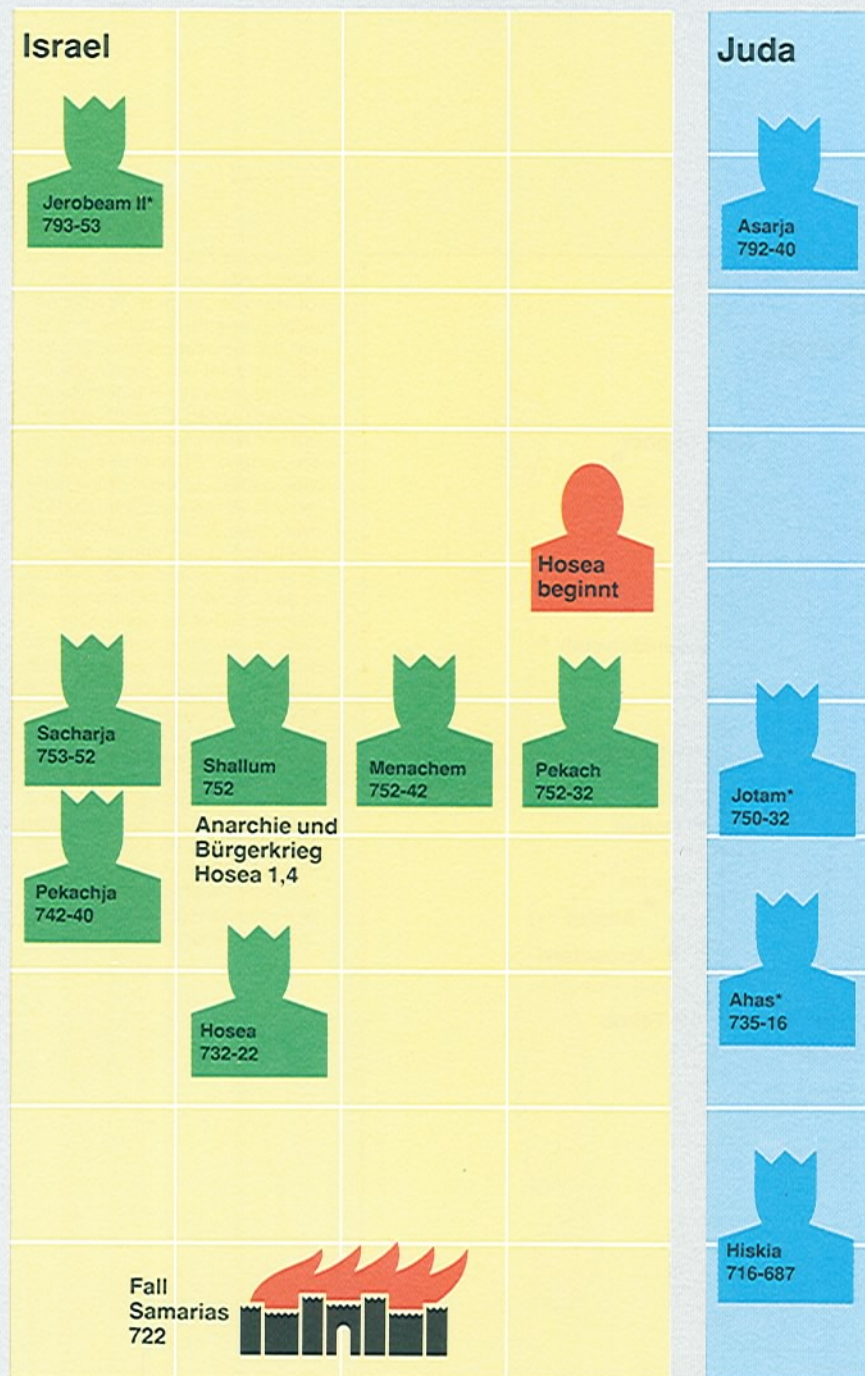 Israel
Juda
Jerobeam II*
793-53
Asarja
792-40
Hosea
beginnt
Sacharja
753-52
Shallum
752
Menachem
752-42
Pekach
752-32
Jotam*
750-32
Anarchie und
Bürgerkrieg
Hosea 1,4
Pekachja
742-40
Hosea
732-22
Ahas*
735-16
Hiskia
716-687
Fall
Samarias
722